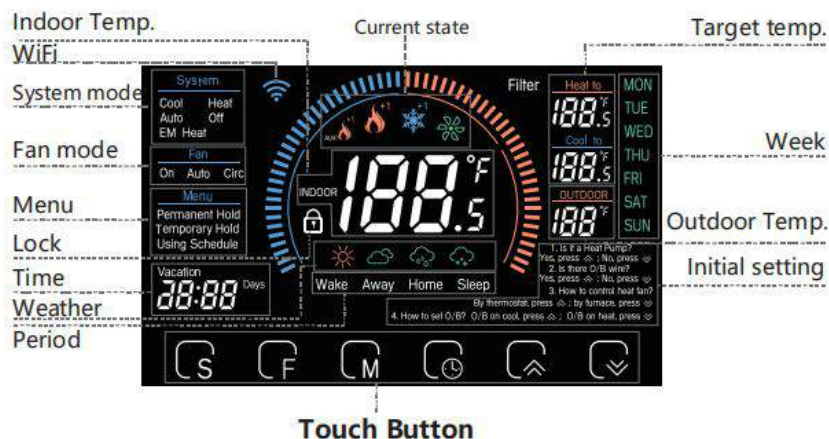 Indoor Temp.
WiFi
System mode
Fan mode
Menu
Lock
Time
Weather
Period
Current state
Target temp.
Week
Outdoor Temp.
Initial setting
System
Cool Heat
Auto Off
EM Heat
Fan
On Auto Circ
Menu
Permanent Hold
Temporary Hold
Using Schedule
Vacation
88:88 Days
AUX +1 +1 +1
INDOOR 188.5 °F
Wake Away Home Sleep
Filter
Heat to
188.5 °F
Cool to
188.5 °F
OUTDOOR
188 °F
MON
TUE
WED
THU
FRI
SAT
SUN
1. Is it a Heat Pump?
Yes, press ︽ ; No, press ︾
2. Is there O/B wire?
Yes, press ︽ ; No, press ︾
3. How to control heat fan?
By thermostat, press ︽ ; by furnace, press ︾
4. How to set O/B? O/B on cool, press ︽ ; O/B on heat, press ︾
S F M
Touch Button